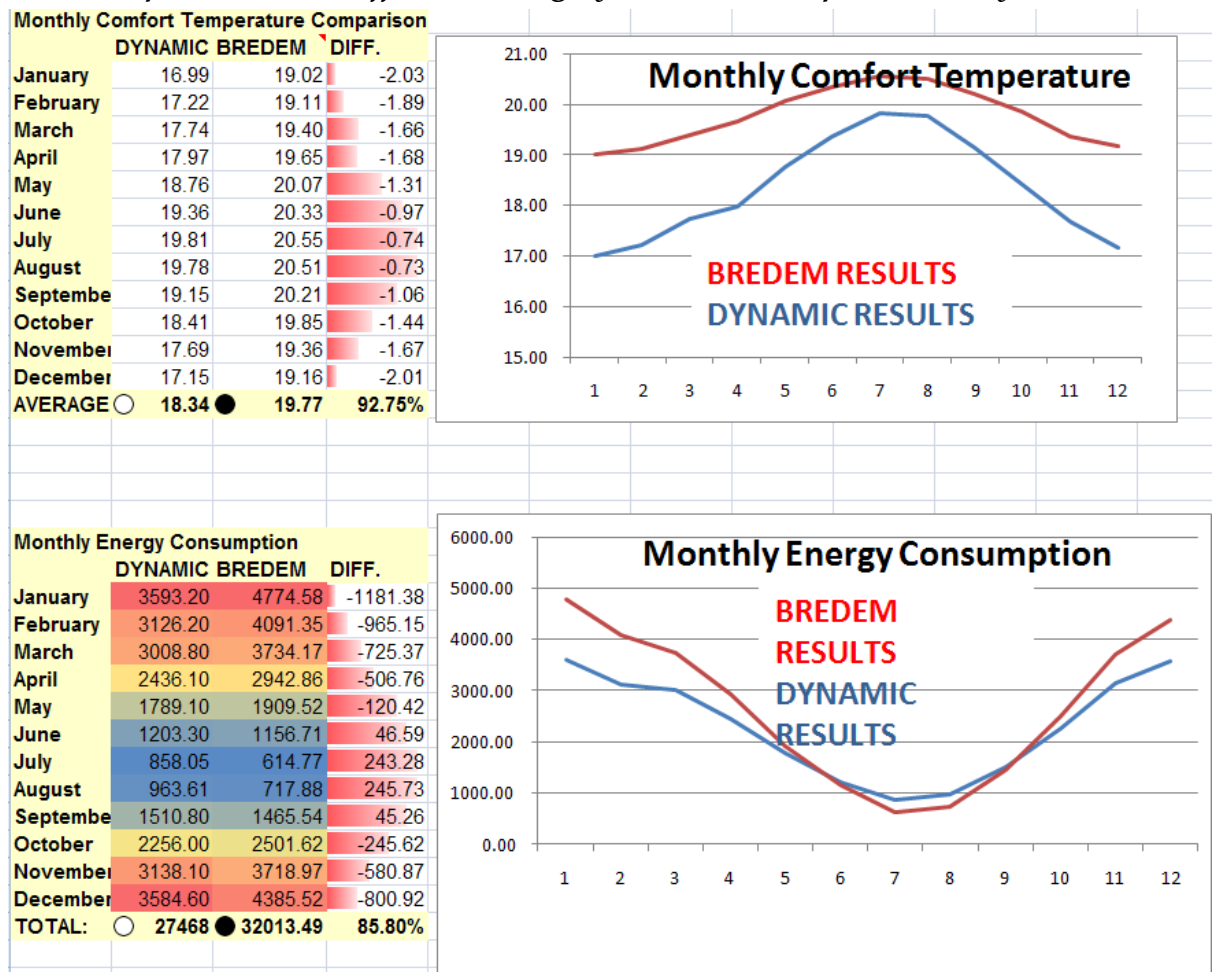 Monthly Comfort Temperature Comparison
DYNAMIC BREDEM DIFF.
January 16.99 19.02 -2.03
February 17.22 19.11 -1.89
March 17.74 19.40 -1.66
April 17.97 19.65 -1.68
May 18.76 20.07 -1.31
June 19.36 20.33 -0.97
July 19.81 20.55 -0.74
August 19.78 20.51 -0.73
Septembe 19.15 20.21 -1.06
October 18.41 19.85 -1.44
November 17.69 19.36 -1.67
December 17.15 19.16 -2.01
AVERAGE 18.34 19.77 92.75%
Monthly Comfort Temperature
21.00
20.00
19.00
18.00
17.00
16.00
15.00
BREDEM RESULTS
DYNAMIC RESULTS
1 2 3 4 5 6 7 8 9 10 11 12
Monthly Energy Consumption
DYNAMIC BREDEM DIFF.
January 3593.20 4774.58 -1181.38
February 3126.20 4091.35 -965.15
March 3008.80 3734.17 -725.37
April 2436.10 2942.86 -506.76
May 1789.10 1909.52 -120.42
June 1203.30 1156.71 46.59
July 858.05 614.77 243.28
August 963.61 717.88 245.73
Septembe 1510.80 1465.54 45.26
October 2256.00 2501.62 -245.62
November 3138.10 3718.97 -580.87
December 3584.60 4385.52 -800.92
TOTAL: 27468 32013.49 85.80%
Monthly Energy Consumption
6000.00
5000.00
4000.00
3000.00
2000.00
1000.00
0.00
BREDEM
RESULTS
DYNAMIC
RESULTS
1 2 3 4 5 6 7 8 9 10 11 12